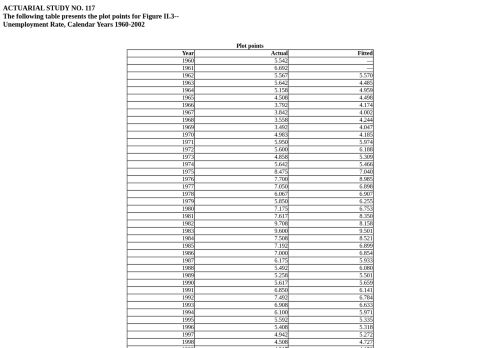 ACTUARIAL STUDY NO. 117
The following table presents the plot points for Figure II.3--
Unemployment Rate, Calendar Years 1960-2002
Plot points
Year Actual Fitted
1960 5.542 —
1961 6.692 —
1962 5.567 5.570
1963 5.642 4.485
1964 5.158 4.959
1965 4.508 4.498
1966 3.792 4.174
1967 3.842 4.002
1968 3.558 4.244
1969 3.492 4.047
1970 4.983 4.185
1971 5.950 5.974
1972 5.600 6.188
1973 4.858 5.309
1974 5.642 5.466
1975 8.475 7.040
1976 7.700 8.985
1977 7.050 6.898
1978 6.067 6.907
1979 5.850 6.255
1980 7.175 6.753
1981 7.617 8.350
1982 9.708 8.158
1983 9.600 9.501
1984 7.508 8.521
1985 7.192 6.899
1986 7.000 6.854
1987 6.175 5.933
1988 5.492 6.080
1989 5.258 5.501
1990 5.617 5.659
1991 6.850 6.141
1992 7.492 6.784
1993 6.908 6.633
1994 6.100 5.971
1995 5.592 5.335
1996 5.408 5.318
1997 4.942 5.272
1998 4.508 4.727